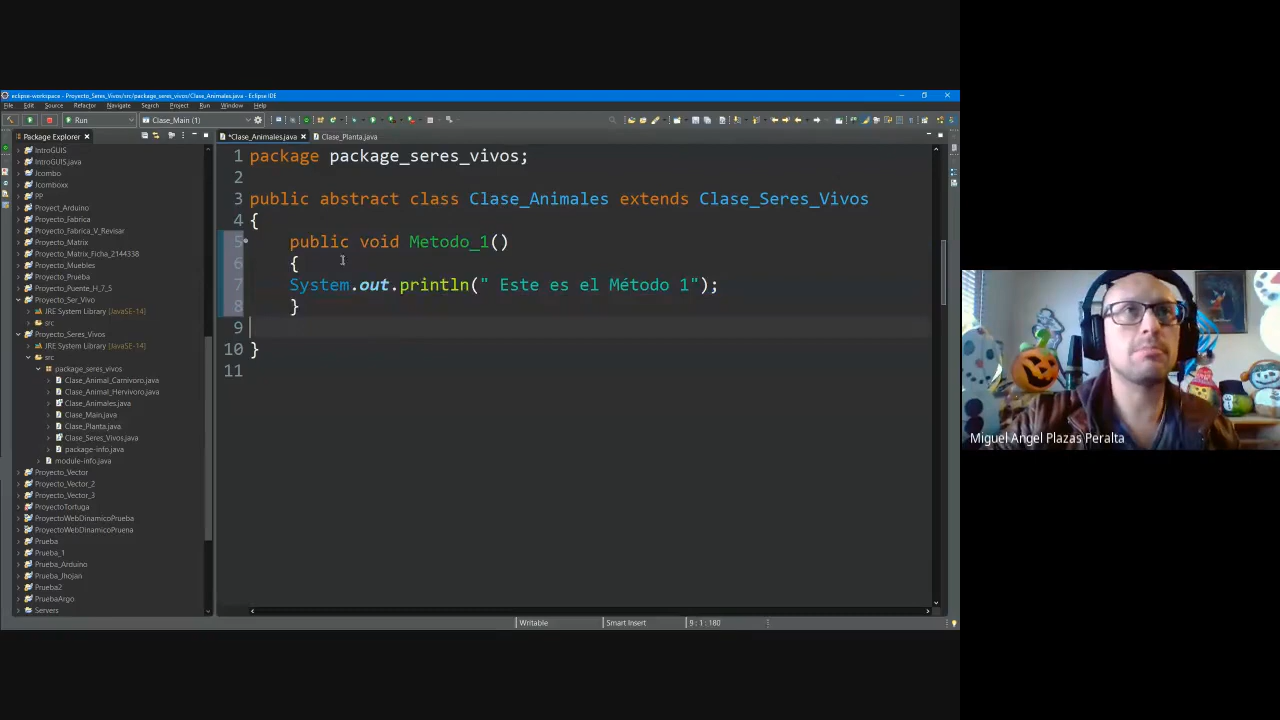 eclipse-workspace - Proyecto_Seres_Vivos/src/package_seres_vivos/Clase_Animales.java - Eclipse IDE
File Edit Source Refactor Navigate Search Project Run Window Help
Run Clase_Main (1)
Package Explorer
*Clase_Animales.java Clase_Planta.java
IntroGUIS
IntroGUIS.java
Jcombo
Jcomboxx
PP
Proyect_Arduino
Proyecto_Fabrica
Proyecto_Fabrica_V_Revisar
Proyecto_Matrix
Proyecto_Matrix_Ficha_2144338
Proyecto_Muebles
Proyecto_Prueba
Proyecto_Puente_H_7_5
Proyecto_Ser_Vivo
JRE System Library [JavaSE-14]
src
Proyecto_Seres_Vivos
JRE System Library [JavaSE-14]
src
package_seres_vivos
Clase_Animal_Carnivoro.java
Clase_Animal_Hervivoro.java
Clase_Animales.java
Clase_Main.java
Clase_Planta.java
Clase_Seres_Vivos.java
package-info.java
module-info.java
Proyecto_Vector
Proyecto_Vector_2
Proyecto_Vector_3
ProyectoTortuga
ProyectoWebDinamicoPrueba
ProyectoWebDinamicoPruena
Prueba
Prueba_1
Prueba_Arduino
Prueba_Jhojan
Prueba2
PruebaArgo
Servers
1 package package_seres_vivos;
2
3 public abstract class Clase_Animales extends Clase_Seres_Vivos
4 {
5 public void Metodo_1()
6 {
7 System.out.println(" Este es el Método 1");
8 }
9
10 }
11
Writable Smart Insert 9 : 1 : 180
Miguel Angel Plazas Peralta